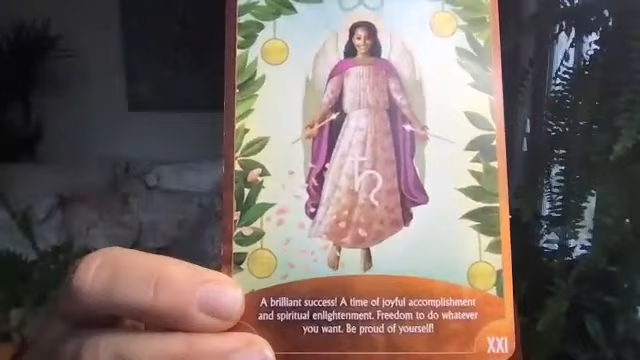 A brilliant success! A time of joyful accomplishment
and spiritual enlightenment. Freedom to do whatever
you want. Be proud of yourself!
XXI